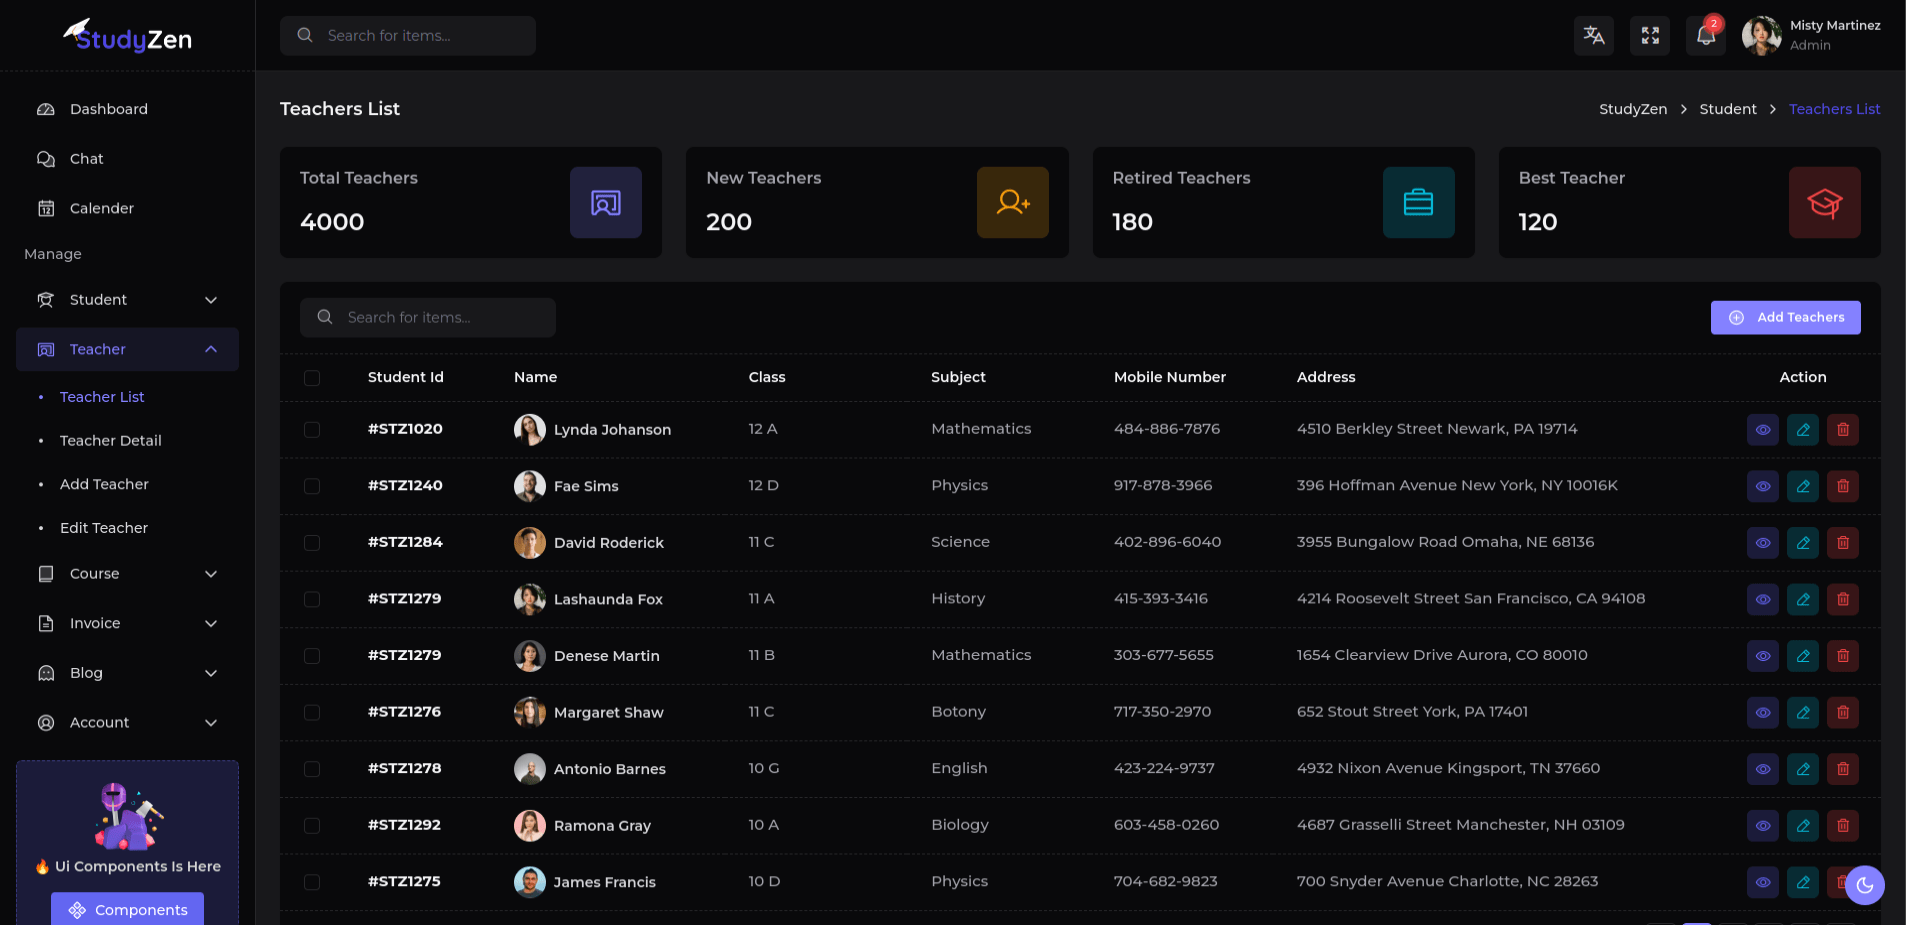 StudyZen
Search for items...
2
Misty Martinez
Admin
Dashboard
Chat
12
Calender
Manage
Student
Teacher
Teacher List
Teacher Detail
Add Teacher
Edit Teacher
Course
Invoice
Blog
Account
🔥 Ui Components Is Here
Components
Teachers List
StudyZen > Student > Teachers List
Total Teachers
4000
New Teachers
200
Retired Teachers
180
Best Teacher
120
Search for items...
Add Teachers
Student Id Name Class Subject Mobile Number Address Action
#STZ1020 Lynda Johanson 12 A Mathematics 484-886-7876 4510 Berkley Street Newark, PA 19714
#STZ1240 Fae Sims 12 D Physics 917-878-3966 396 Hoffman Avenue New York, NY 10016K
#STZ1284 David Roderick 11 C Science 402-896-6040 3955 Bungalow Road Omaha, NE 68136
#STZ1279 Lashaunda Fox 11 A History 415-393-3416 4214 Roosevelt Street San Francisco, CA 94108
#STZ1279 Denese Martin 11 B Mathematics 303-677-5655 1654 Clearview Drive Aurora, CO 80010
#STZ1276 Margaret Shaw 11 C Botony 717-350-2970 652 Stout Street York, PA 17401
#STZ1278 Antonio Barnes 10 G English 423-224-9737 4932 Nixon Avenue Kingsport, TN 37660
#STZ1292 Ramona Gray 10 A Biology 603-458-0260 4687 Grasselli Street Manchester, NH 03109
#STZ1275 James Francis 10 D Physics 704-682-9823 700 Snyder Avenue Charlotte, NC 28263